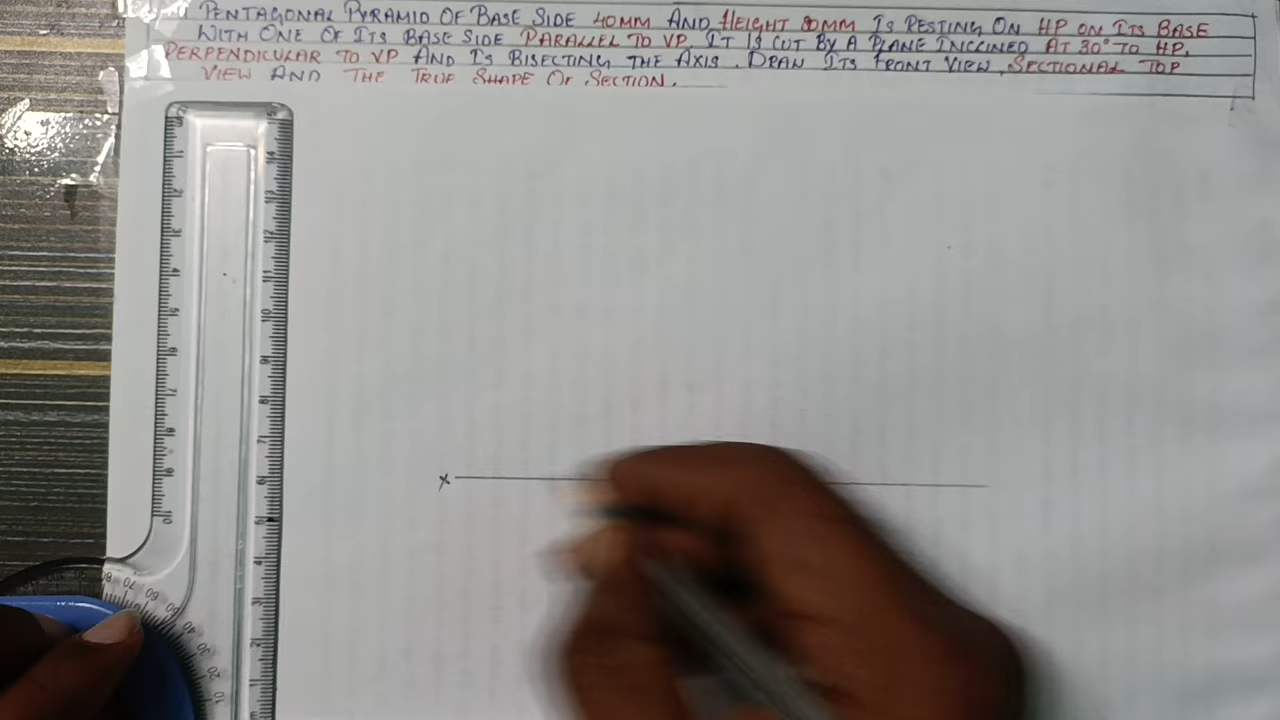 PENTAGONAL PYRAMID OF BASE SIDE 40MM AND HEIGHT 80MM IS RESTING ON HP ON ITS BASE
WITH ONE OF ITS BASE SIDE PARALLEL TO VP. IT IS CUT BY A PLANE INCLINED AT 30° TO HP,
PERPENDICULAR TO VP AND IS BISECTING THE AXIS. DRAW ITS FRONT VIEW, SECTIONAL TOP
VIEW AND THE TRUE SHAPE OF SECTION.
X